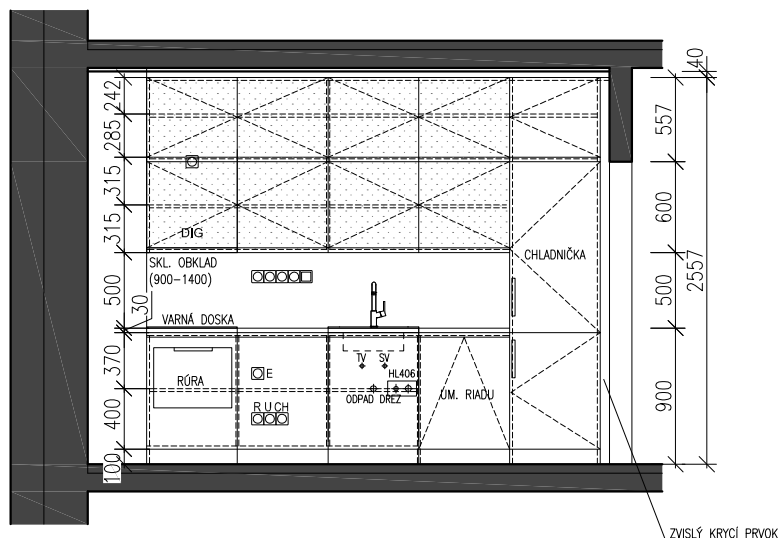 242
285
315
315
500
30
370
400
100
40
557
600
2557
500
900
DIG
SKL. OBKLAD
(900-1400)
VARNÁ DOSKA
CHLADNIČKA
RÚRA
E
R U CH
TV SV
HL406
ODPAD DREZ
UM. RIADU
ZVISLÝ KRYCÍ PRVOK